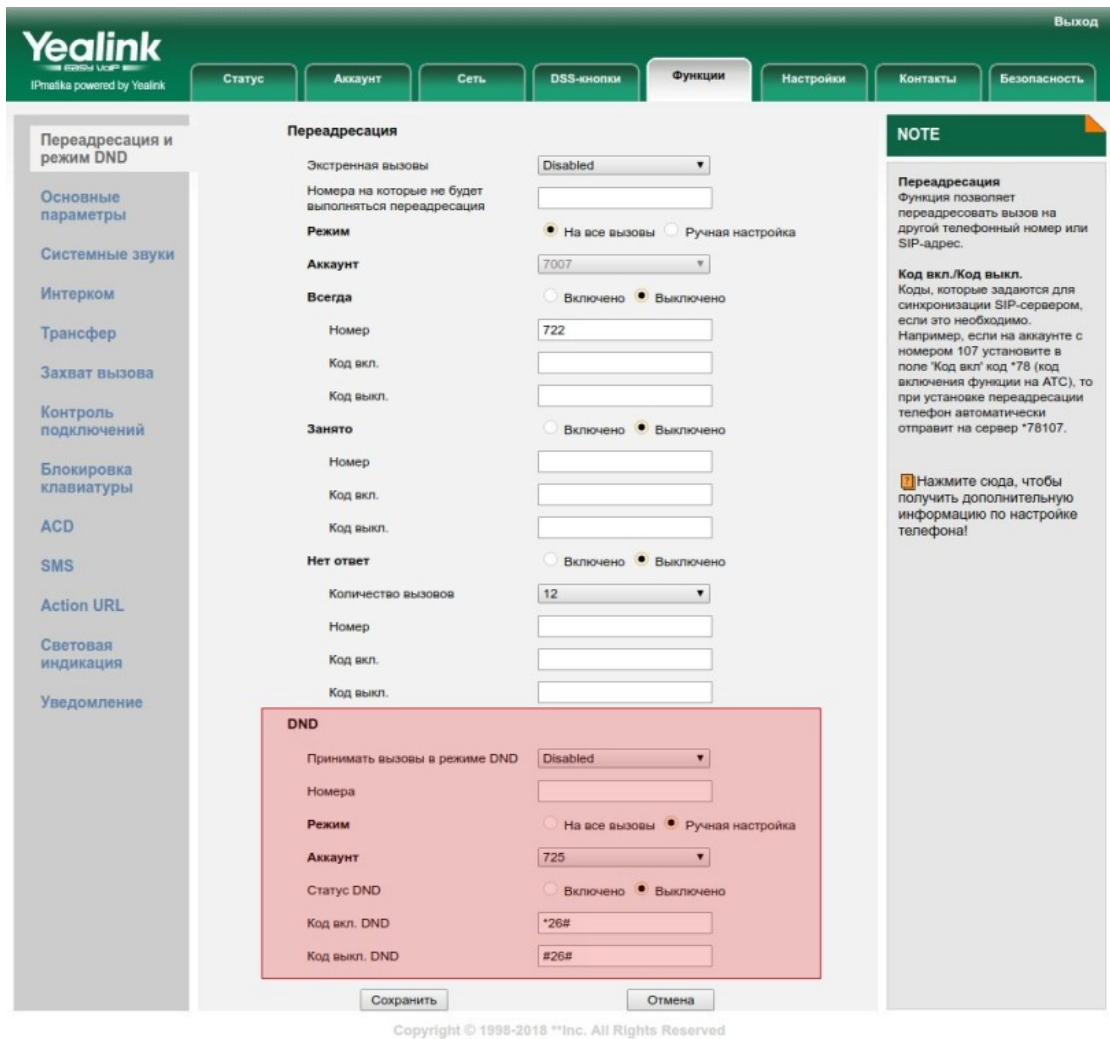 Выход
Yealink
EASY VOIP
IPmatika powered by Yealink
Статус Аккаунт Сеть DSS-кнопки Функции Настройки Контакты Безопасность
Переадресация и
режим DND
Основные
параметры
Системные звуки
Интерком
Трансфер
Захват вызова
Контроль
подключений
Блокировка
клавиатуры
ACD
SMS
Action URL
Световая
индикация
Уведомление
Переадресация
Экстренная вызовы Disabled
Номера на которые не будет
выполняться переадресация
Режим На все вызовы Ручная настройка
Аккаунт 7007
Всегда Включено Выключено
Номер 722
Код вкл.
Код выкл.
Занято Включено Выключено
Номер
Код вкл.
Код выкл.
Нет ответ Включено Выключено
Количество вызовов 12
Номер
Код вкл.
Код выкл.
DND
Принимать вызовы в режиме DND Disabled
Номера
Режим На все вызовы Ручная настройка
Аккаунт 725
Статус DND Включено Выключено
Код вкл. DND *26#
Код выкл. DND #26#
Сохранить Отмена
NOTE
Переадресация
Функция позволяет
переадресовать вызов на
другой телефонный номер или
SIP-адрес.
Код вкл./Код выкл.
Коды, которые задаются для
синхронизации SIP-сервером,
если это необходимо.
Например, если на аккаунте с
номером 107 установите в
поле 'Код вкл' код *78 (код
включения функции на АТС), то
при установке переадресации
телефон автоматически
отправит на сервер *78107.
Нажмите сюда, чтобы
получить дополнительную
информацию по настройке
телефона!
Copyright © 1998-2018 **Inc. All Rights Reserved